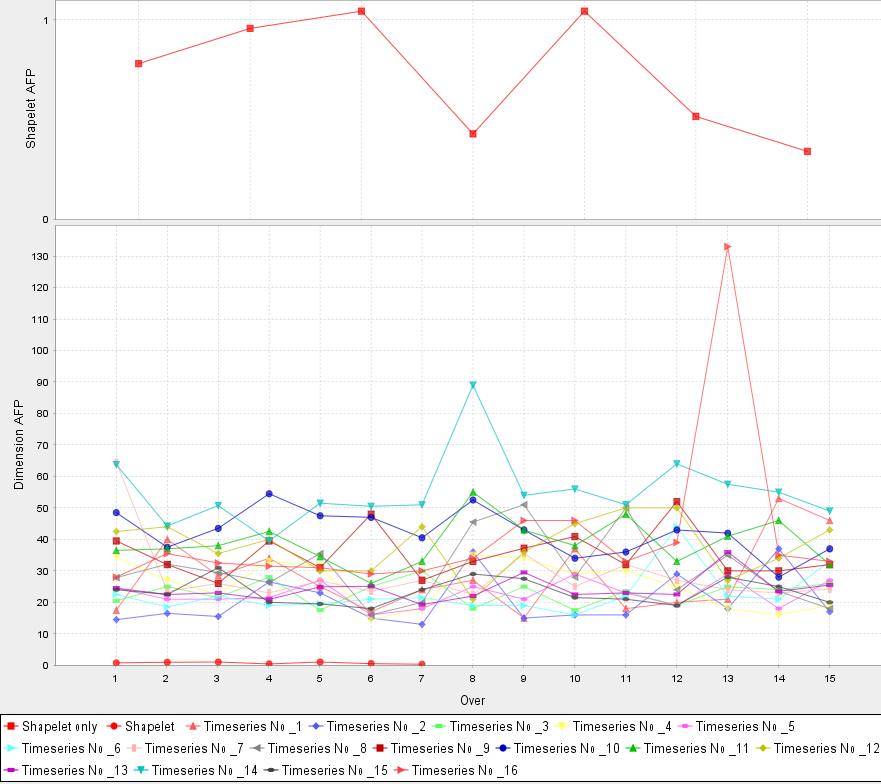 1
Shapelet AFP
0
130
120
110
100
90
80
70
60
50
40
30
20
10
0
Dimension AFP
1 2 3 4 5 6 7 8 9 10 11 12 13 14 15
Over
Shapelet only Shapelet Timeseries No _1 Timeseries No _2 Timeseries No _3 Timeseries No _4 Timeseries No _5
Timeseries No _6 Timeseries No _7 Timeseries No _8 Timeseries No _9 Timeseries No _10 Timeseries No _11 Timeseries No _12
Timeseries No _13 Timeseries No _14 Timeseries No _15 Timeseries No _16